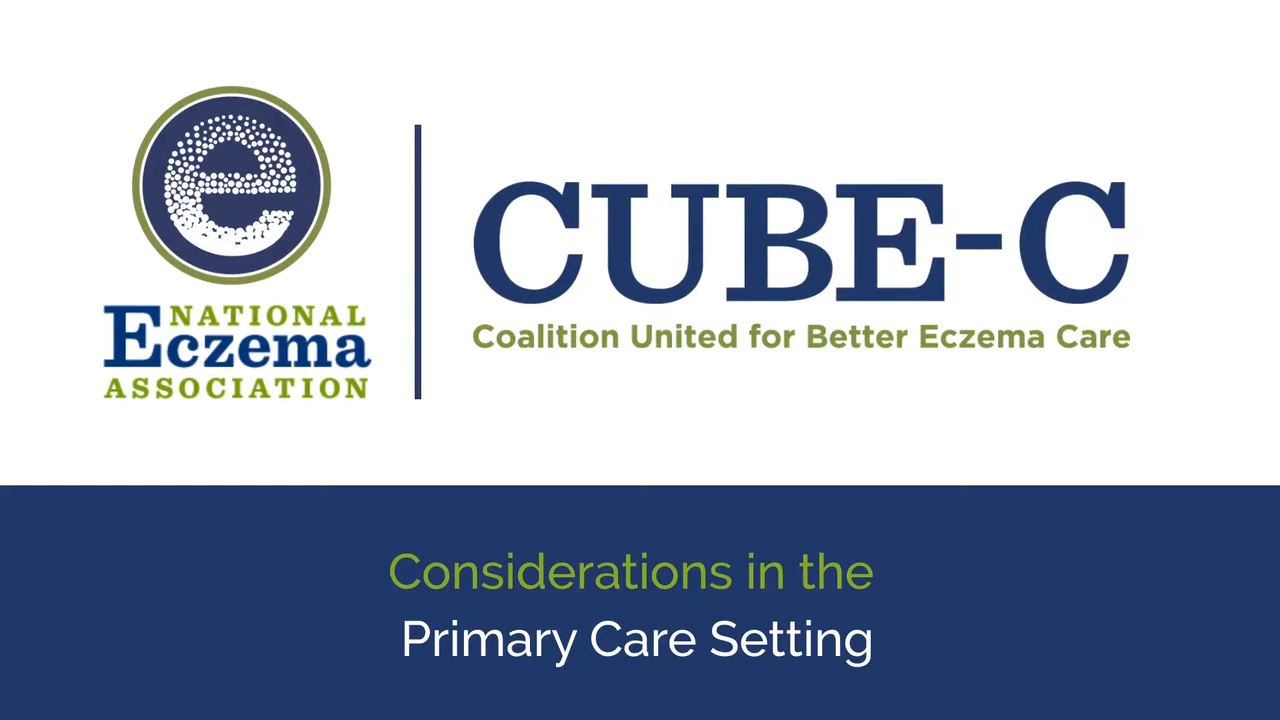 e
NATIONAL
Eczema
ASSOCIATION
CUBE-C
Coalition United for Better Eczema Care
Considerations in the
Primary Care Setting